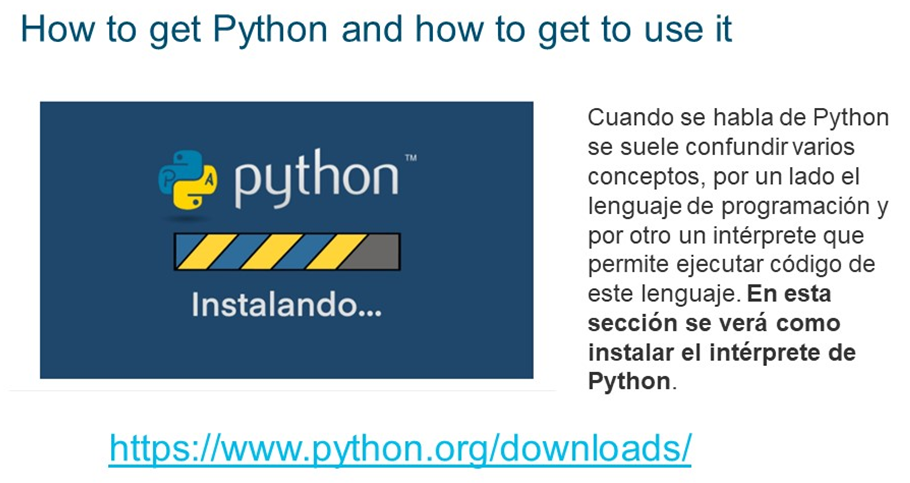 How to get Python and how to get to use it
python™
Instalando...
Cuando se habla de Python
se suele confundir varios
conceptos, por un lado el
lenguaje de programación y
por otro un intérprete que
permite ejecutar código de
este lenguaje. En esta
sección se verá como
instalar el intérprete de
Python.
https://www.python.org/downloads/